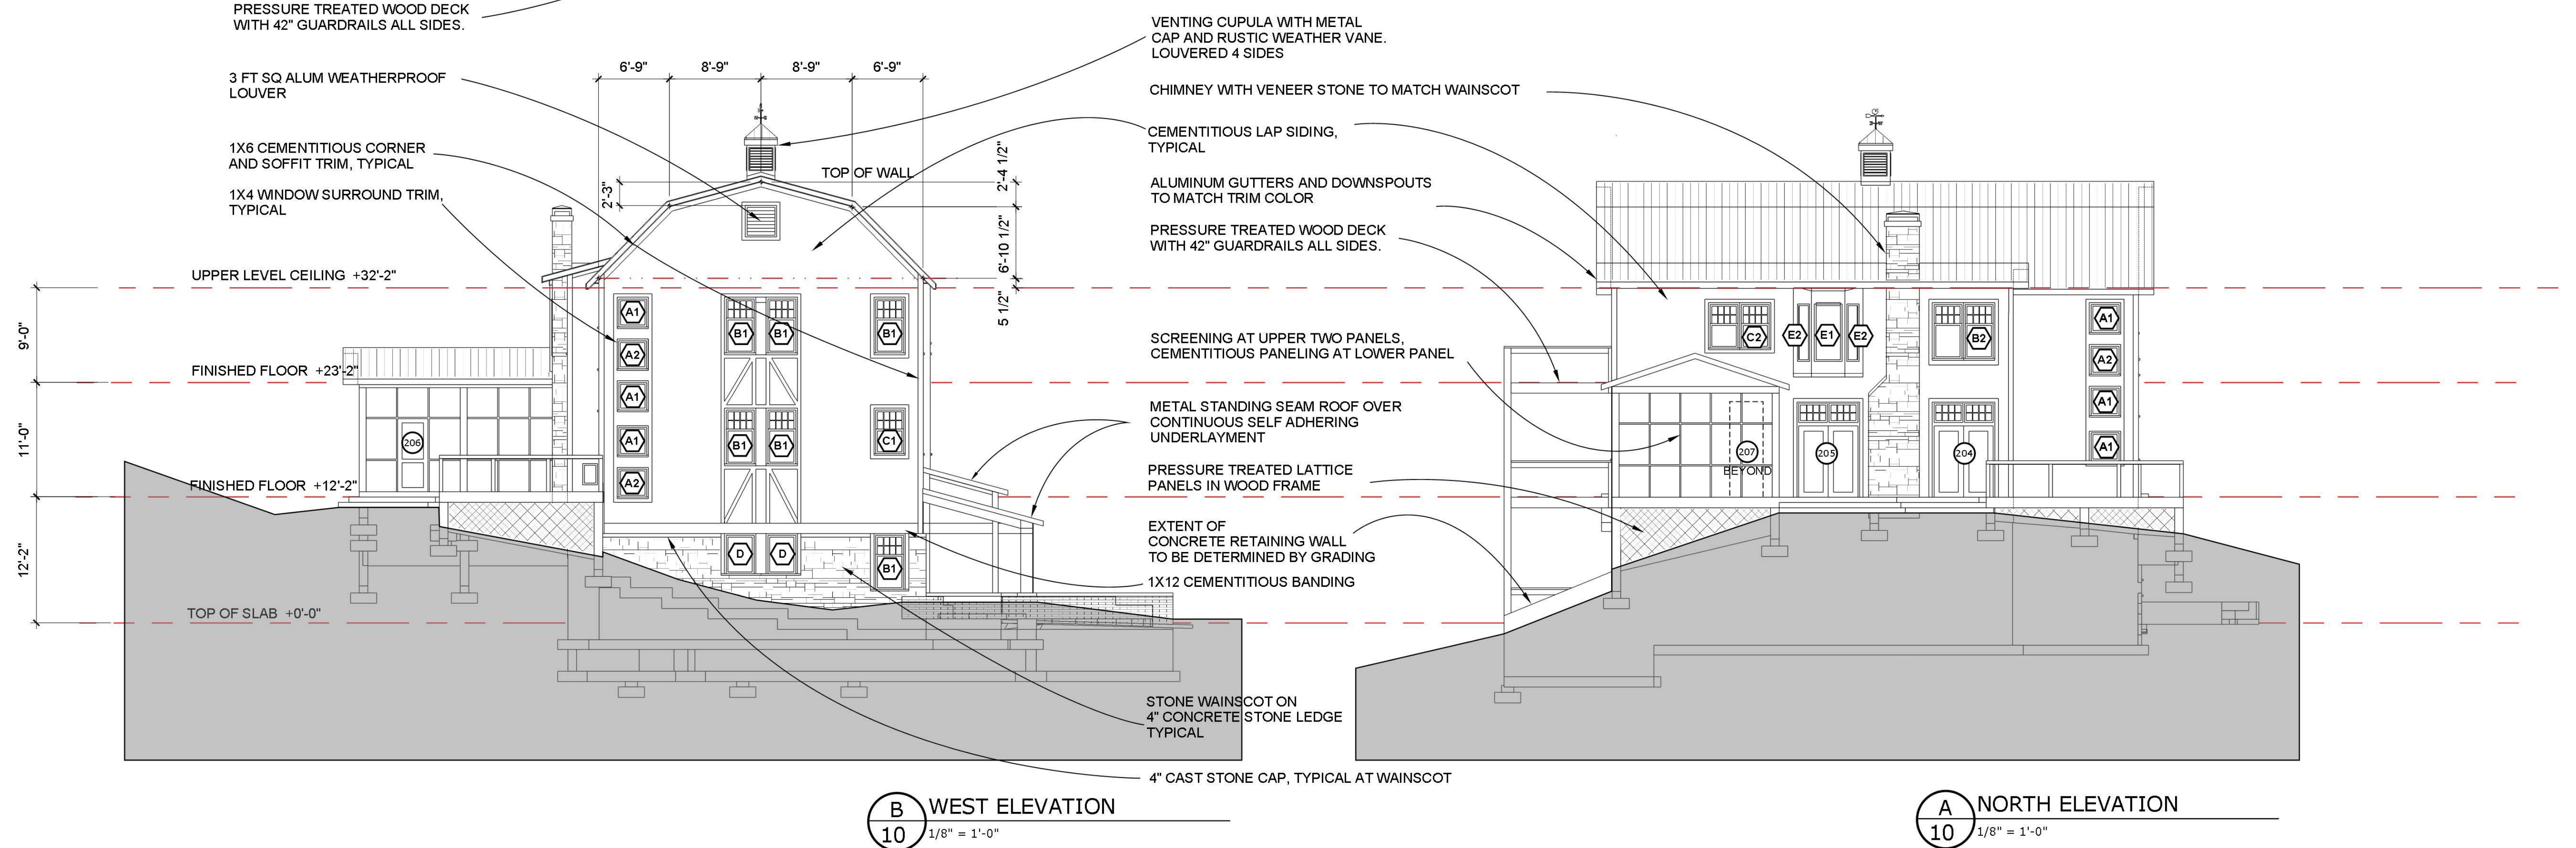 PRESSURE TREATED WOOD DECK
WITH 42" GUARDRAILS ALL SIDES.
3 FT SQ ALUM WEATHERPROOF
LOUVER
1X6 CEMENTITIOUS CORNER
AND SOFFIT TRIM, TYPICAL
1X4 WINDOW SURROUND TRIM,
TYPICAL
UPPER LEVEL CEILING +32'-2"
FINISHED FLOOR +23'-2"
FINISHED FLOOR +12'-2"
TOP OF SLAB +0'-0"
9'-0"
11'-0"
12'-2"
6'-9"
8'-9"
8'-9"
6'-9"
TOP OF WALL
2'-3"
2'-4 1/2"
6'-10 1/2"
5 1/2"
A1
A2
A1
A1
A2
B1
B1
B1
B1
B1
C1
D
D
B1
206
VENTING CUPULA WITH METAL
CAP AND RUSTIC WEATHER VANE.
LOUVERED 4 SIDES
CHIMNEY WITH VENEER STONE TO MATCH WAINSCOT
CEMENTITIOUS LAP SIDING,
TYPICAL
ALUMINUM GUTTERS AND DOWNSPOUTS
TO MATCH TRIM COLOR
PRESSURE TREATED WOOD DECK
WITH 42" GUARDRAILS ALL SIDES.
SCREENING AT UPPER TWO PANELS,
CEMENTITIOUS PANELING AT LOWER PANEL
METAL STANDING SEAM ROOF OVER
CONTINUOUS SELF ADHERING
UNDERLAYMENT
PRESSURE TREATED LATTICE
PANELS IN WOOD FRAME
EXTENT OF
CONCRETE RETAINING WALL
TO BE DETERMINED BY GRADING
1X12 CEMENTITIOUS BANDING
STONE WAINSCOT ON
4" CONCRETE STONE LEDGE
TYPICAL
4" CAST STONE CAP, TYPICAL AT WAINSCOT
C2
E2
E1
E2
B2
A1
A2
A1
A1
207
BEYOND
205
204
B
10
WEST ELEVATION
1/8" = 1'-0"
A
10
NORTH ELEVATION
1/8" = 1'-0"